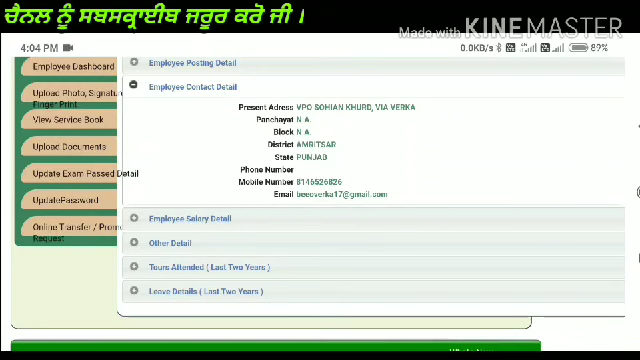 ਚੈਨਲ ਨੂੰ ਸਬਸਕ੍ਰਾਈਬ ਜਰੂਰ ਕਰੋ ਜੀ ।
Made with KINEMASTER
4:04 PM
0.0KB/s
89%
Employee Dashboard
Upload Photo, Signatur
Finger Print
View Service Book
Upload Documents
Update Exam Passed Detail
UpdatePassword
Online Transfer / Promo
Request
Employee Posting Detail
Employee Contact Detail
Present Adress VPO SOHIAN KHURD, VIA VERKA
Panchayat N.A.
Block N.A.
District AMRITSAR
State PUNJAB
Phone Number
Mobile Number 8146526826
Email beeoverka17@gmail.com
Employee Salary Detail
Other Detail
Tours Attended ( Last Two Years )
Leave Details ( Last Two Years )